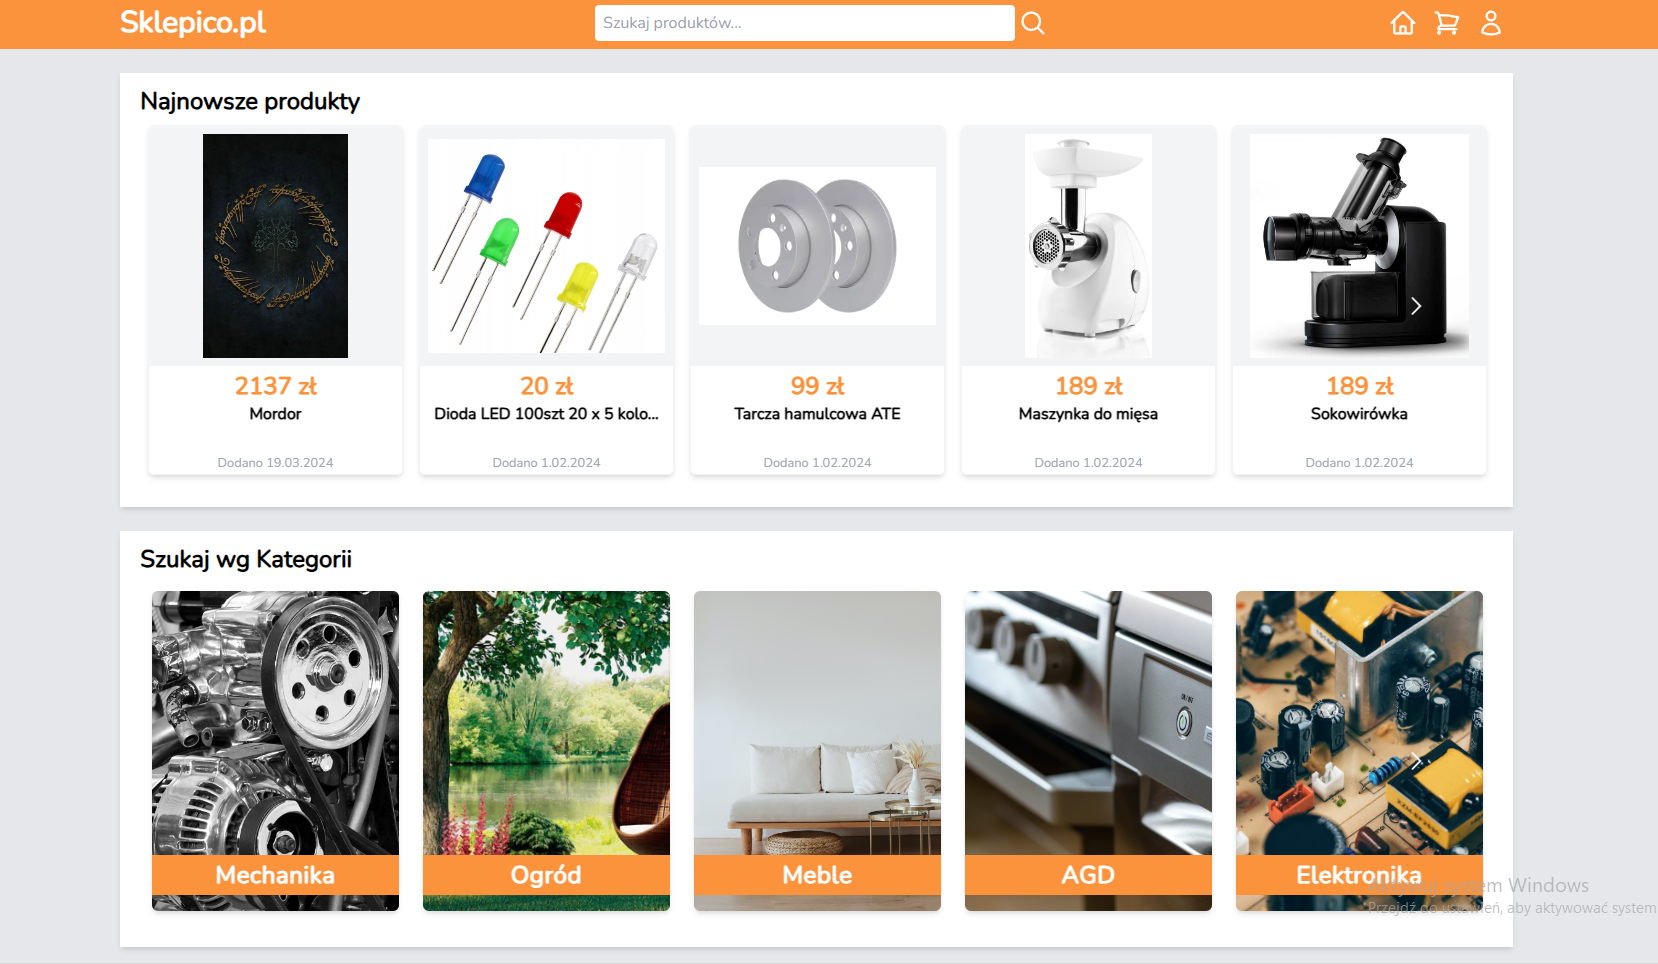 Sklepico.pl
Szukaj produktów...
Najnowsze produkty
2137 zł
Mordor
Dodano 19.03.2024
20 zł
Dioda LED 100szt 20 x 5 kolo...
Dodano 1.02.2024
99 zł
Tarcza hamulcowa ATE
Dodano 1.02.2024
189 zł
Maszynka do mięsa
Dodano 1.02.2024
189 zł
Sokowirówka
Dodano 1.02.2024
Szukaj wg Kategorii
Mechanika
Ogród
Meble
AGD
Elektronika
system Windows
Przejdź do ustawień, aby aktywować system